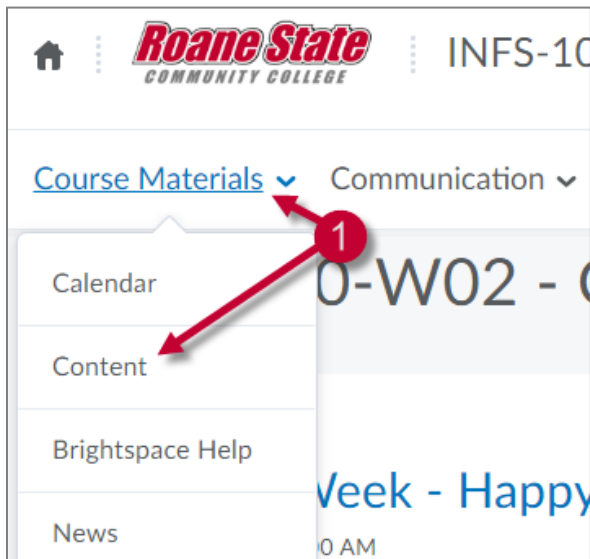 Roane State
COMMUNITY COLLEGE
INFS-10
Course Materials
Communication
1
Calendar
0-W02 -
Content
Brightspace Help
Week - Happy
News
00 AM